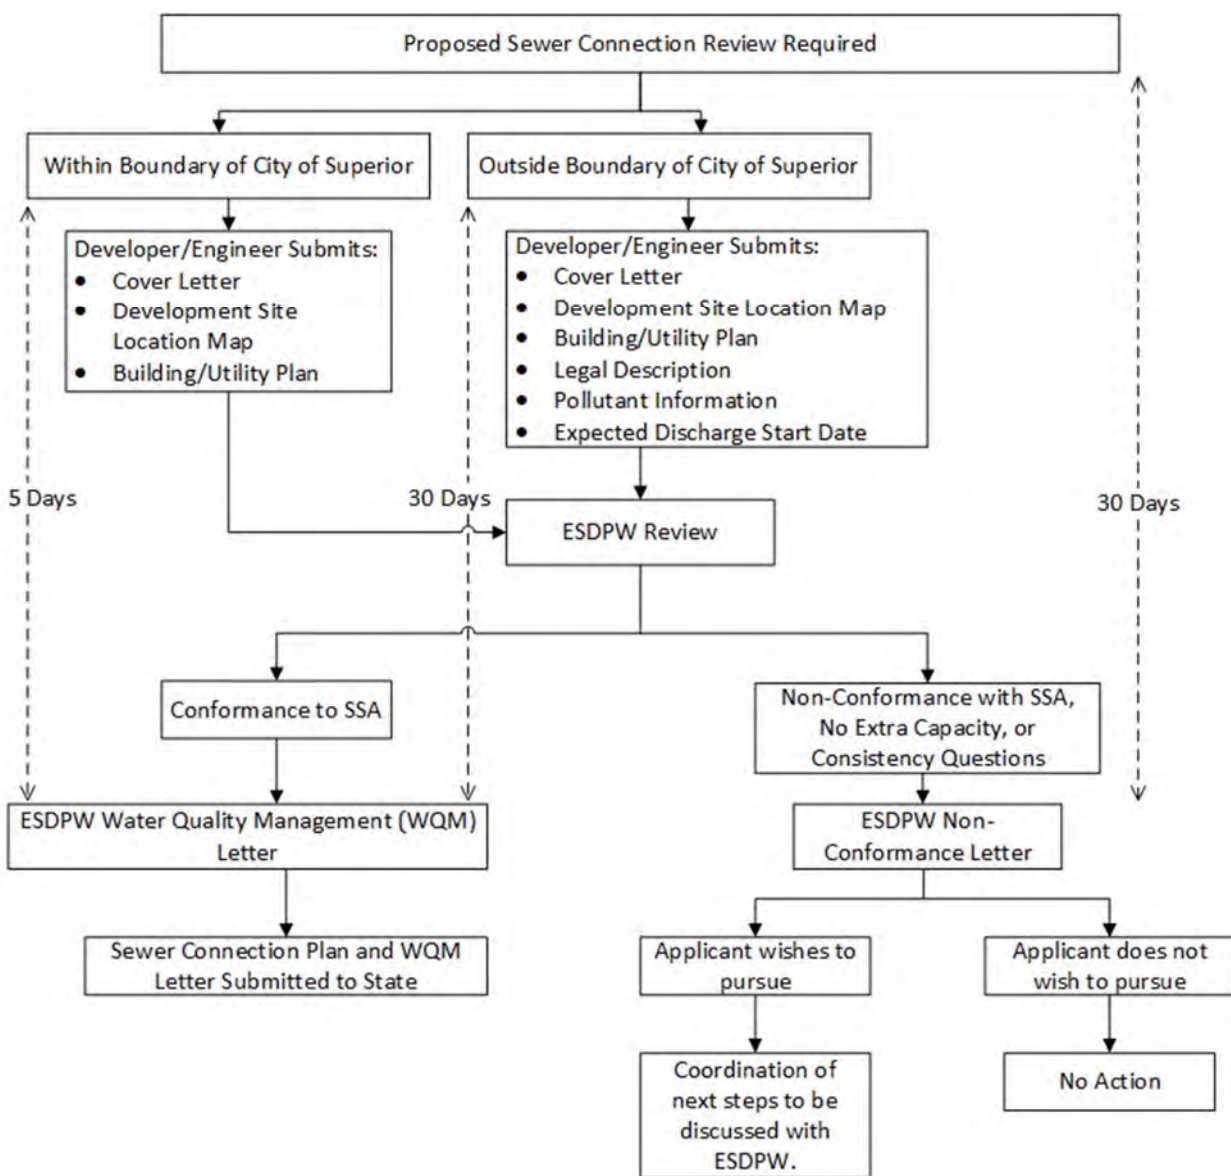 Proposed Sewer Connection Review Required
Within Boundary of City of Superior
Outside Boundary of City of Superior
Developer/Engineer Submits:
• Cover Letter
• Development Site
Location Map
• Building/Utility Plan
Developer/Engineer Submits:
• Cover Letter
• Development Site Location Map
• Building/Utility Plan
• Legal Description
• Pollutant Information
• Expected Discharge Start Date
5 Days
30 Days
30 Days
ESDPW Review
Conformance to SSA
Non-Conformance with SSA,
No Extra Capacity, or
Consistency Questions
ESDPW Water Quality Management (WQM)
Letter
ESDPW Non-
Conformance Letter
Sewer Connection Plan and WQM
Letter Submitted to State
Applicant wishes to
pursue
Applicant does not
wish to pursue
Coordination of
next steps to be
discussed with
ESDPW.
No Action